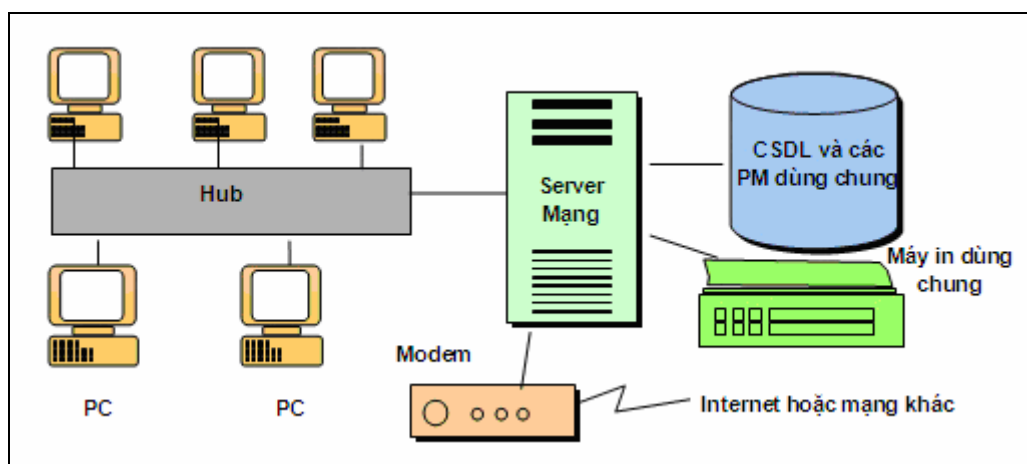 Hub
Server
Mạng
CSDL và các
PM dùng chung
Máy in dùng
chung
Modem
PC
PC
Internet hoặc mạng khác